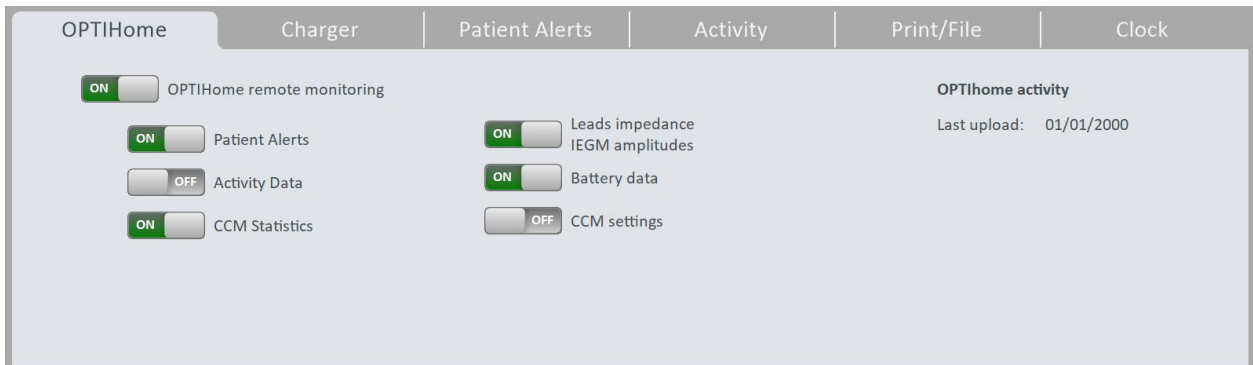 OPTIHome Charger Patient Alerts Activity Print/File Clock
ON OPTIHome remote monitoring
ON Patient Alerts
OFF Activity Data
ON CCM Statistics
ON Leads impedance
IEGM amplitudes
ON Battery data
OFF CCM settings
OPTIhome activity
Last upload: 01/01/2000